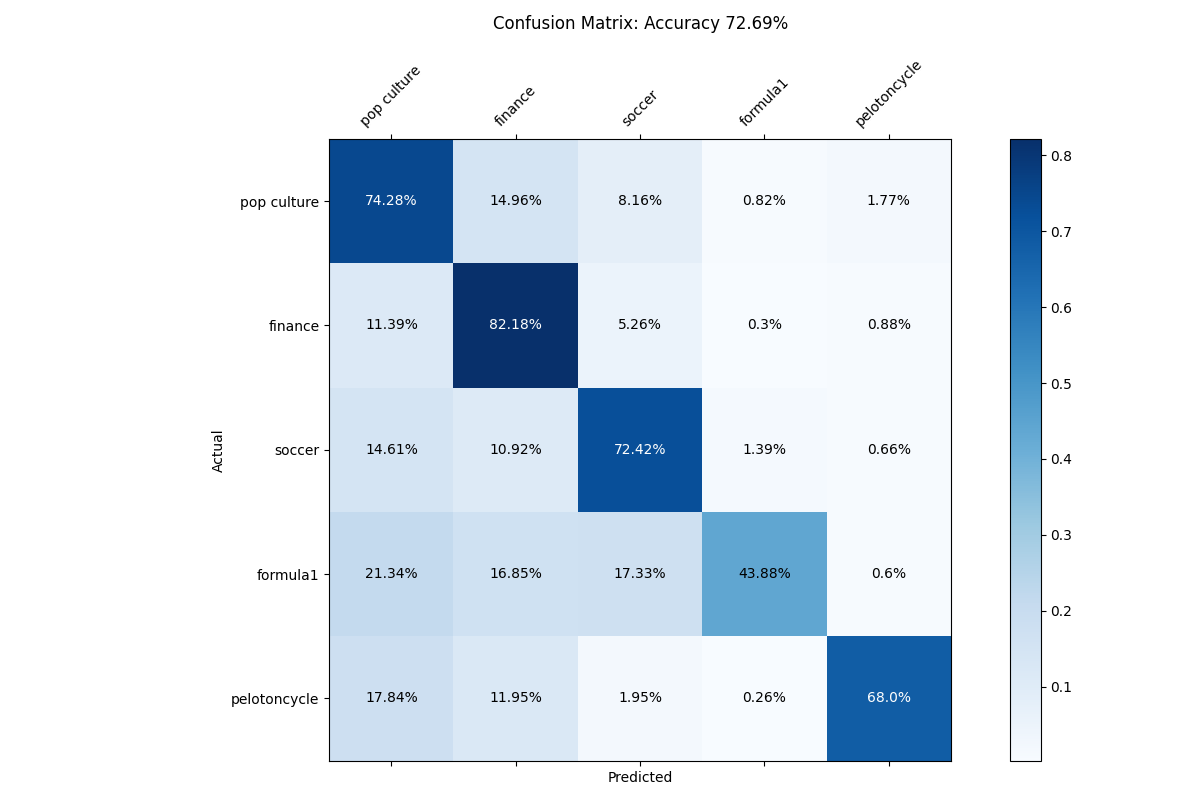 Confusion Matrix: Accuracy 72.69%
pop culture finance soccer formula1 pelotoncycle
pop culture 74.28% 14.96% 8.16% 0.82% 1.77%
finance 11.39% 82.18% 5.26% 0.3% 0.88%
soccer 14.61% 10.92% 72.42% 1.39% 0.66%
formula1 21.34% 16.85% 17.33% 43.88% 0.6%
pelotoncycle 17.84% 11.95% 1.95% 0.26% 68.0%
Actual
Predicted
0.8
0.7
0.6
0.5
0.4
0.3
0.2
0.1